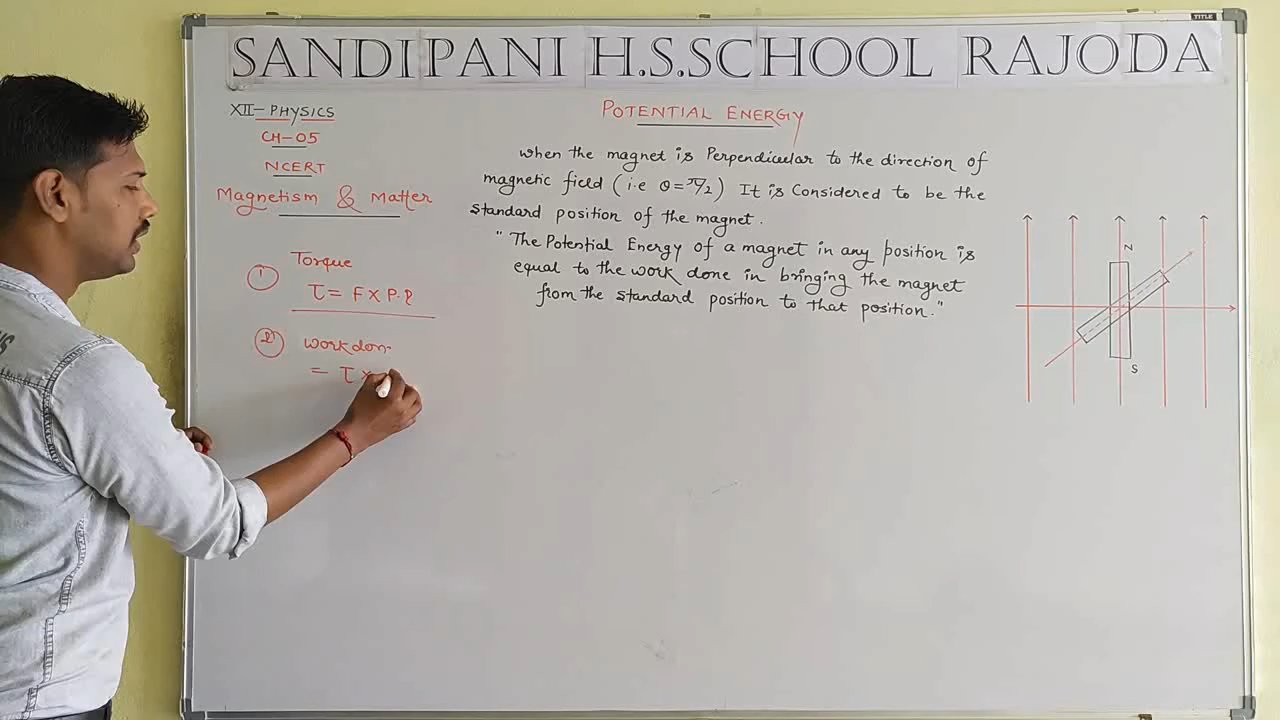 SANDIPANI H.S.SCHOOL RAJODA
XII-PHYSICS
CH-05
NCERT
Magnetism & Matter
① Torque
τ = F × P.D
② workdon
= τ ×
POTENTIAL ENERGY
when the magnet is Perpendicular to the direction of
magnetic field (i.e θ=π/2) It is Considered to be the
Standard position of the magnet.
"The Potential Energy of a magnet in any position is
equal to the work done in bringing the magnet
from the standard position to that position."
N
S
TITLE